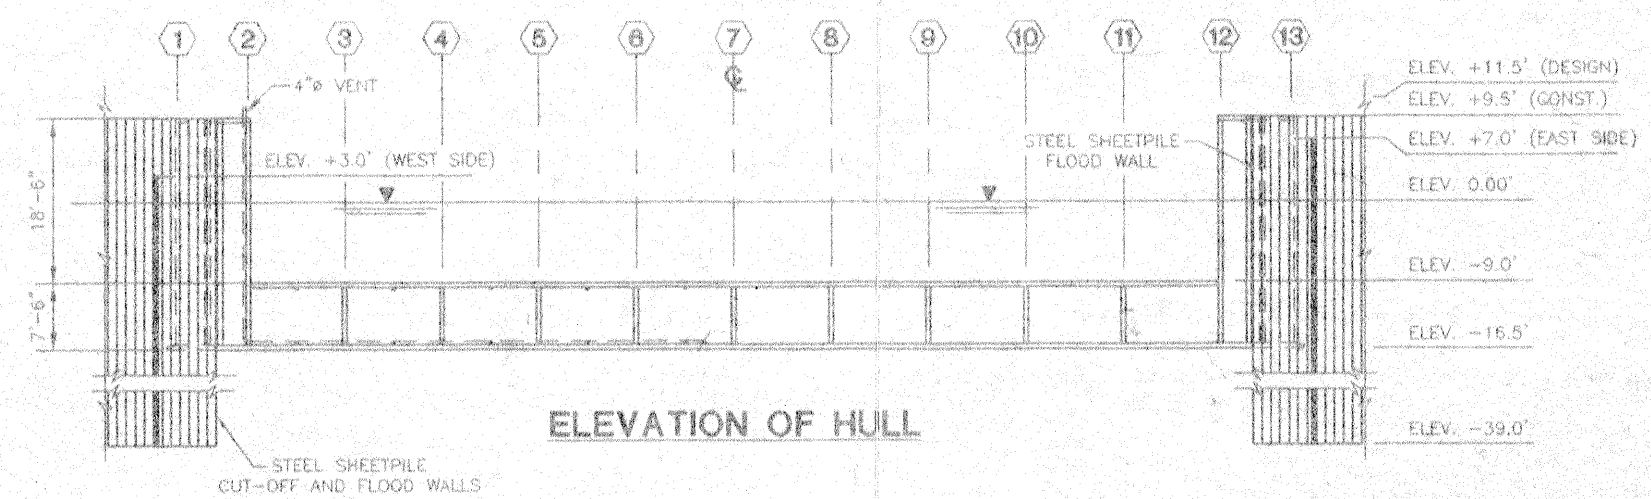 1 2 3 4 5 6 7 8 9 10 11 12 13
℄
4"ø VENT
ELEV. +11.5' (DESIGN)
ELEV. +9.5' (CONST.)
ELEV. +7.0' (EAST SIDE)
ELEV. +3.0' (WEST SIDE)
STEEL SHEETPILE
FLOOD WALL
ELEV. 0.00'
18'-6"
ELEV. -9.0'
7'-6"
ELEV. -16.5'
ELEVATION OF HULL
ELEV. -39.0'
STEEL SHEETPILE
CUT-OFF AND FLOOD WALLS